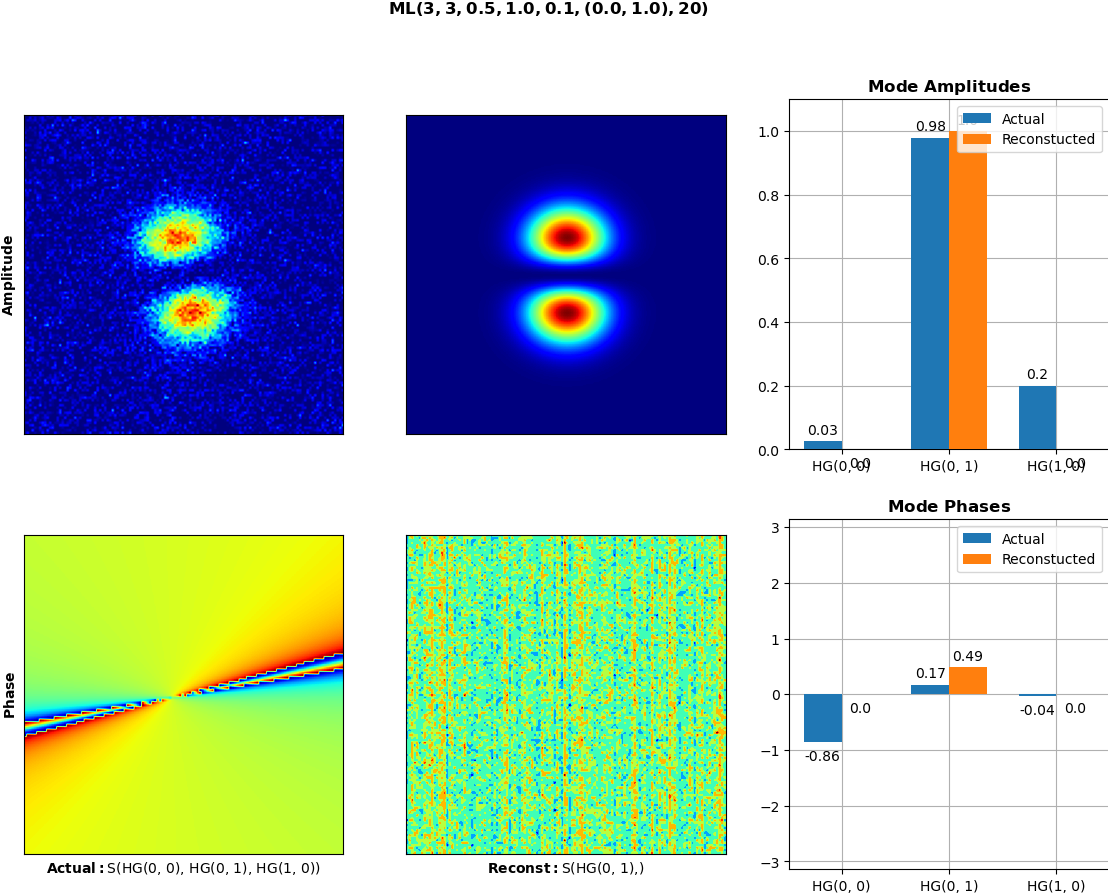 ML(3, 3, 0.5, 1.0, 0.1, (0.0, 1.0), 20)
Amplitude
Mode Amplitudes
Actual
Reconstucted
1.0
0.8
0.6
0.4
0.2
0.0
0.03
0.0
0.98
0.2
0.0
HG(0, 0)
HG(0, 1)
HG(1, 0)
Phase
Actual: S(HG(0, 0), HG(0, 1), HG(1, 0))
Reconst: S(HG(0, 1),)
Mode Phases
Actual
Reconstucted
3
2
1
0
−1
−2
−3
-0.86
0.0
0.17
0.49
-0.04
0.0
HG(0, 0)
HG(0, 1)
HG(1, 0)